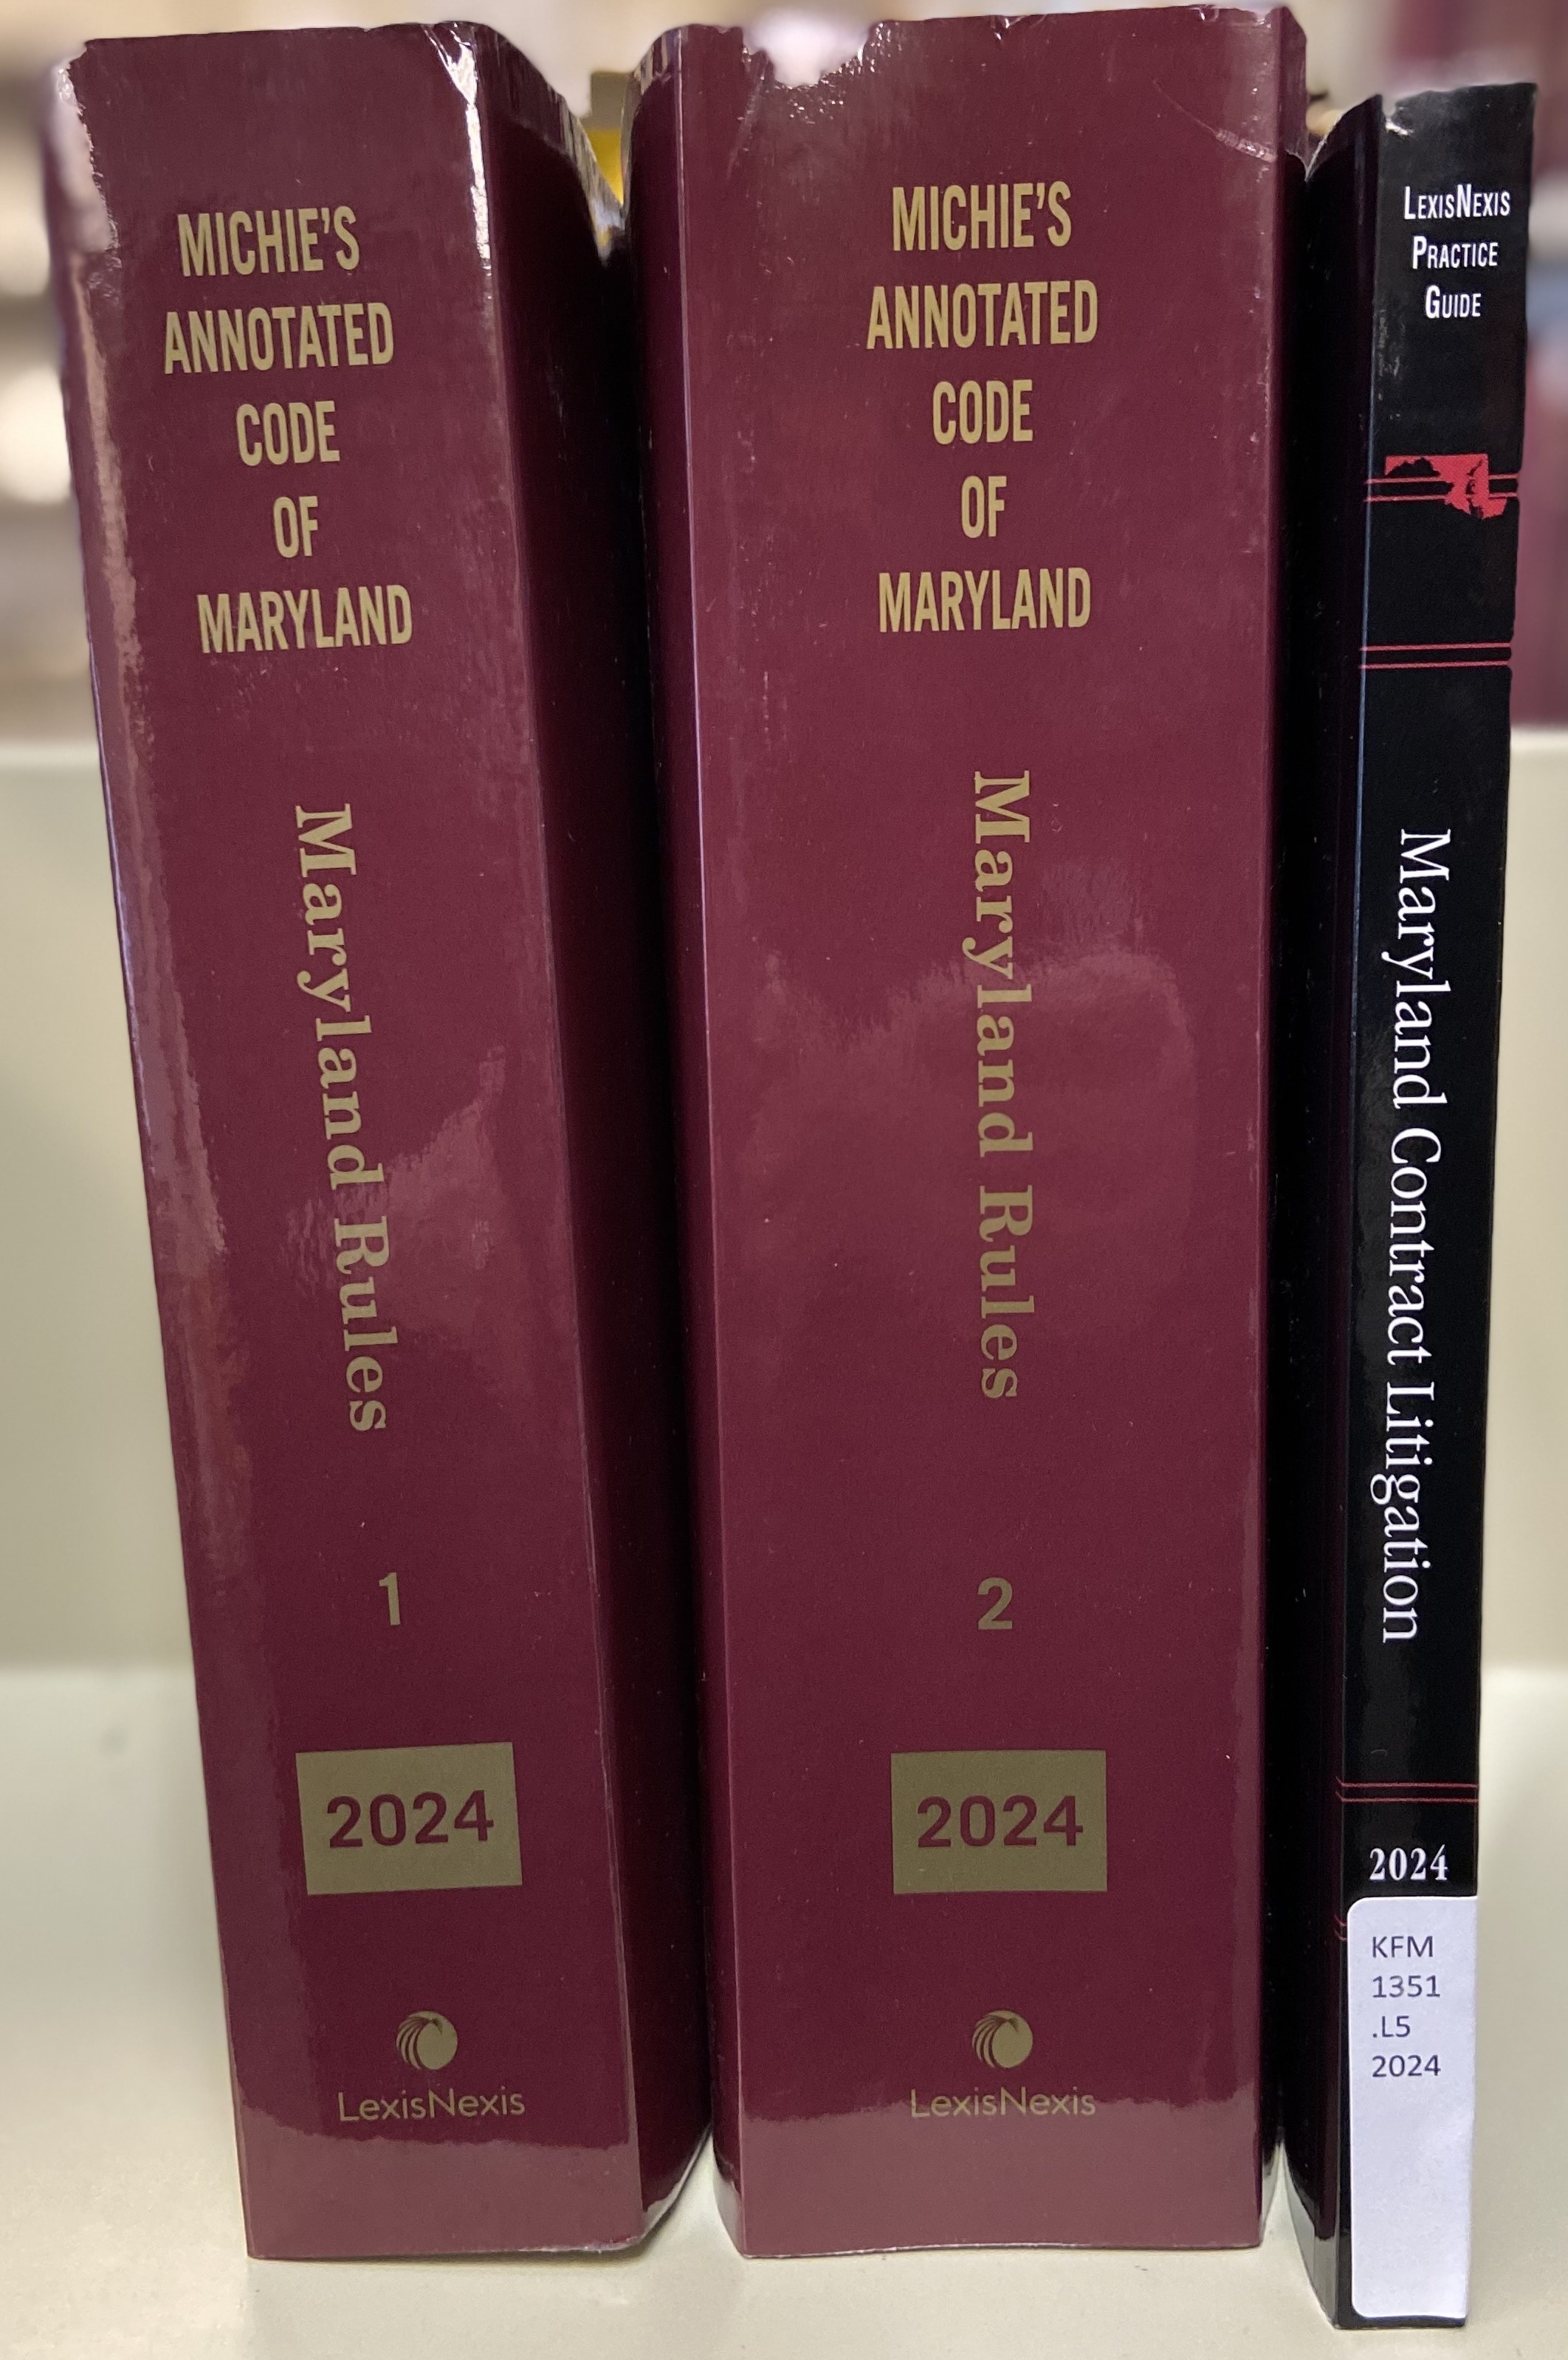 MICHIE'S
ANNOTATED
CODE
OF
MARYLAND
Maryland Rules
1
2024
LexisNexis
MICHIE'S
ANNOTATED
CODE
OF
MARYLAND
Maryland Rules
2
2024
LexisNexis
LEXISNEXIS
PRACTICE
GUIDE
Maryland Contract Litigation
2024
KFM
1351
.L5
2024